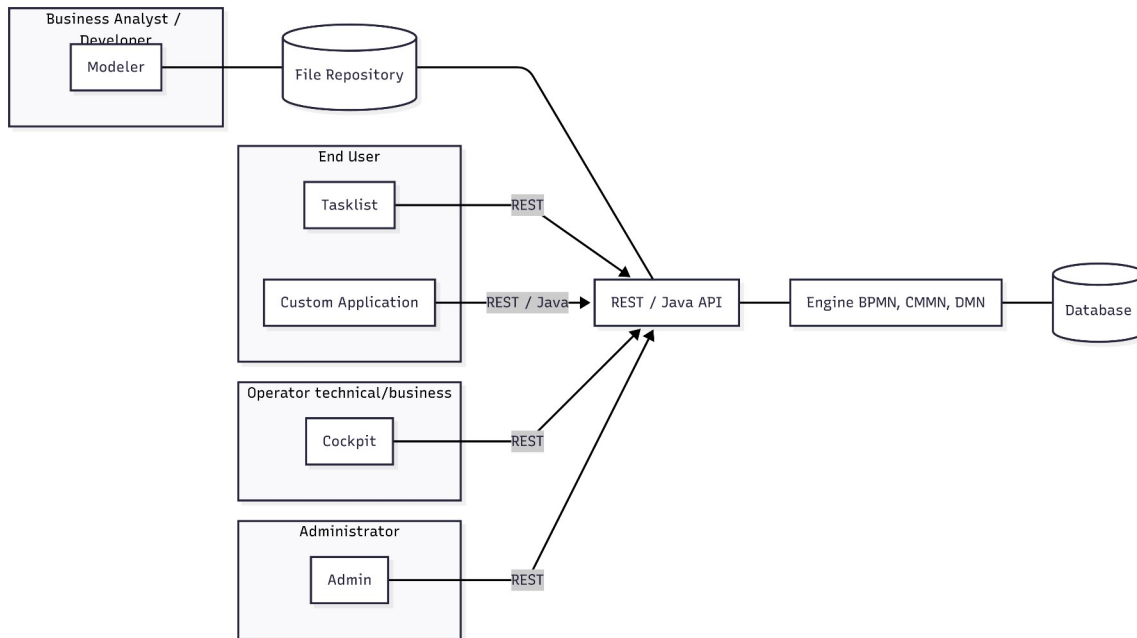 Business Analyst /
Developer
Modeler
File Repository
End User
Tasklist
REST
Custom Application
REST / Java
REST / Java API
Engine BPMN, CMMN, DMN
Database
Operator technical/business
Cockpit
REST
Administrator
Admin
REST